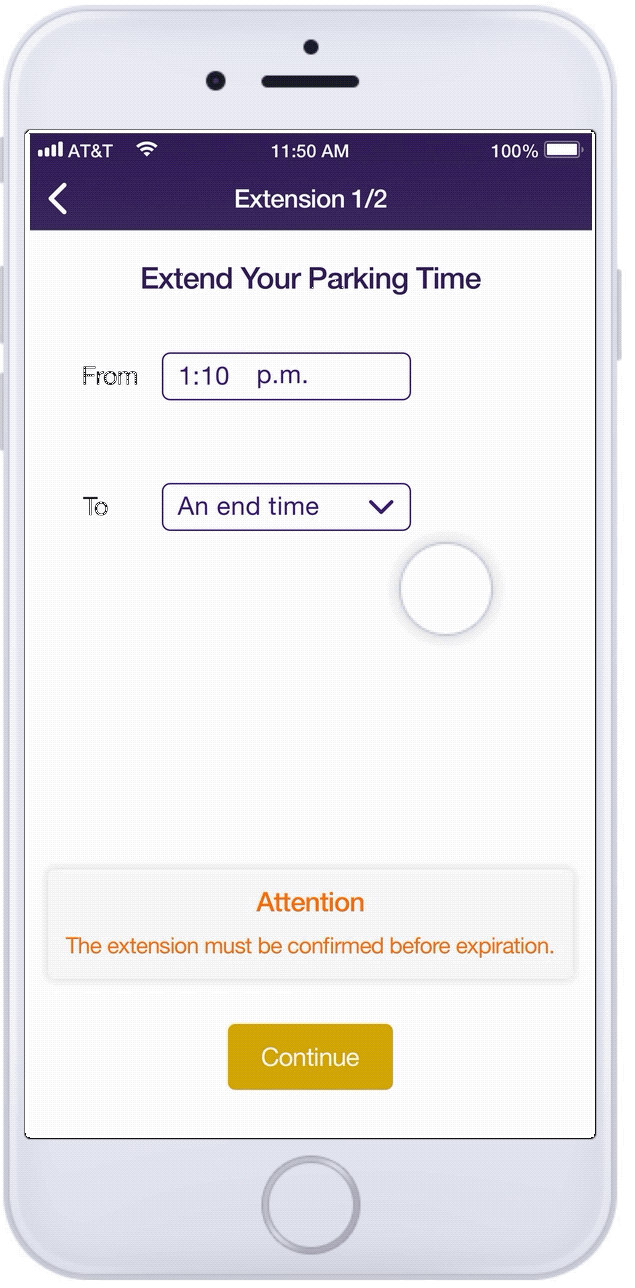 AT&T 11:50 AM 100%
Extension 1/2
Extend Your Parking Time
From 1:10 p.m.
To An end time
Attention
The extension must be confirmed before expiration.
Continue